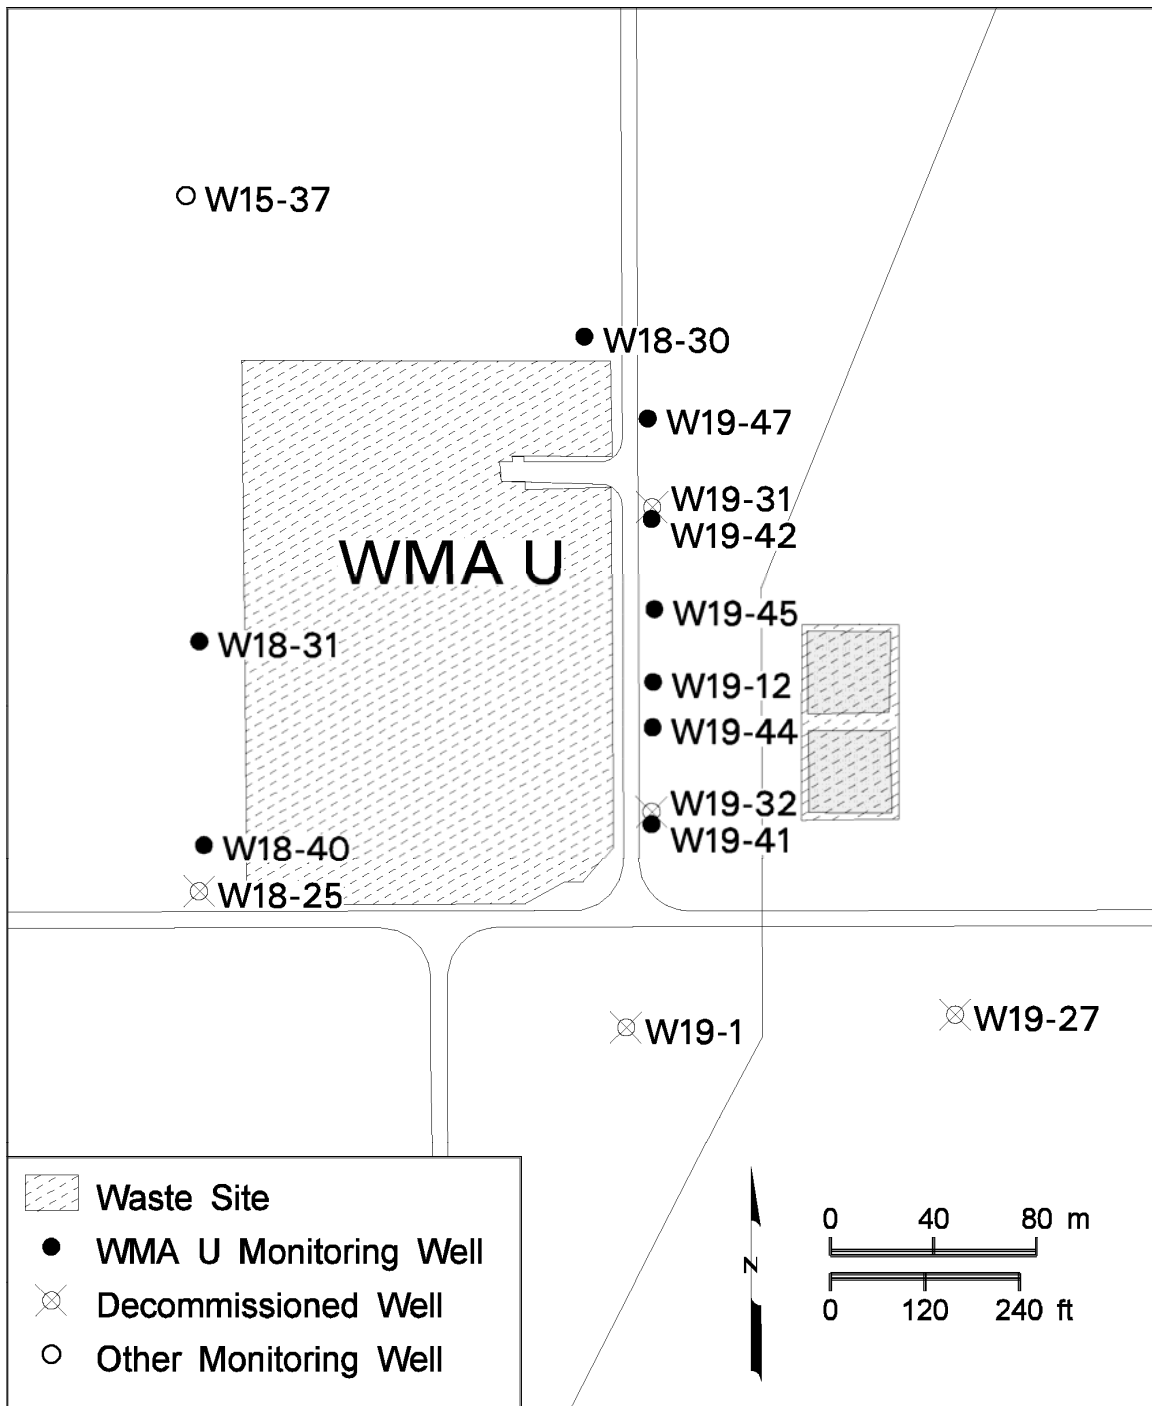 W15-37
W18-30
W19-47
W19-31
W19-42
WMA U
W19-45
W18-31
W19-12
W19-44
W19-32
W19-41
W18-40
W18-25
W19-1
W19-27
Waste Site
WMA U Monitoring Well
Decommissioned Well
Other Monitoring Well
N
0 40 80 m
0 120 240 ft